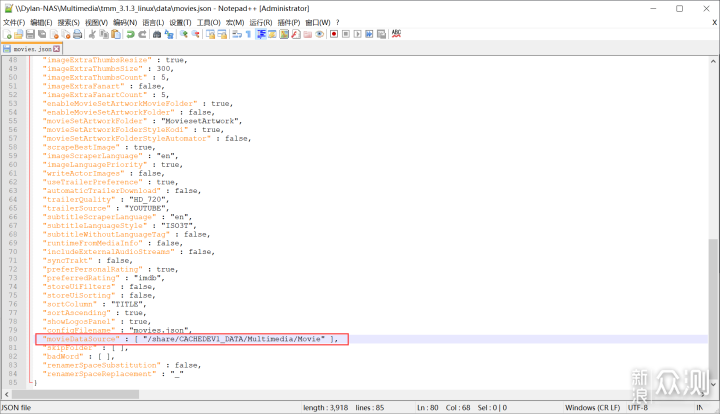 \\Dylan-NAS\Multimedia\tmm_3.1.3_linux\data\movies.json - Notepad++ [Administrator]
文件(F) 编辑(E) 搜索(S) 视图(V) 编码(N) 语言(L) 设置(T) 工具(O) 宏(M) 运行(R) 插件(P) 窗口(W) ?
movies.json
48 "imageExtraThumbsResize" : true,
49 "imageExtraThumbsSize" : 300,
50 "imageExtraThumbsCount" : 5,
51 "imageExtraFanart" : false,
52 "imageExtraFanartCount" : 5,
53 "enableMovieSetArtworkMovieFolder" : true,
54 "enableMovieSetArtworkFolder" : false,
55 "movieSetArtworkFolder" : "MoviesetArtwork",
56 "movieSetArtworkFolderStyleKodi" : true,
57 "movieSetArtworkFolderStyleAutomator" : false,
58 "scrapeBestImage" : true,
59 "imageScraperLanguage" : "en",
60 "imageLanguagePriority" : true,
61 "writeActorImages" : false,
62 "useTrailerPreference" : true,
63 "automaticTrailerDownload" : false,
64 "trailerQuality" : "HD_720",
65 "trailerSource" : "YOUTUBE",
66 "subtitleScraperLanguage" : "en",
67 "subtitleLanguageStyle" : "ISO3T",
68 "subtitleWithoutLanguageTag" : false,
69 "runtimeFromMediaInfo" : false,
70 "includeExternalAudioStreams" : false,
71 "syncTrakt" : false,
72 "preferPersonalRating" : true,
73 "preferredRating" : "imdb",
74 "storeUiFilters" : false,
75 "storeUiSorting" : false,
76 "sortColumn" : "TITLE",
77 "sortAscending" : true,
78 "showLogosPanel" : true,
79 "configFilename" : "movies.json",
80 "movieDataSource" : [ "/share/CACHEDEV1_DATA/Multimedia/Movie" ],
81 "skipFolder" : [ ],
82 "badWord" : [ ],
83 "renamerSpaceSubstitution" : false,
84 "renamerSpaceReplacement" : "_"
85 }
JSON file length : 3,918 lines : 85 Ln : 80 Col : 68 Sel : 0 | 0 Windows (CR LF) UTF-8 IN
新浪 众测